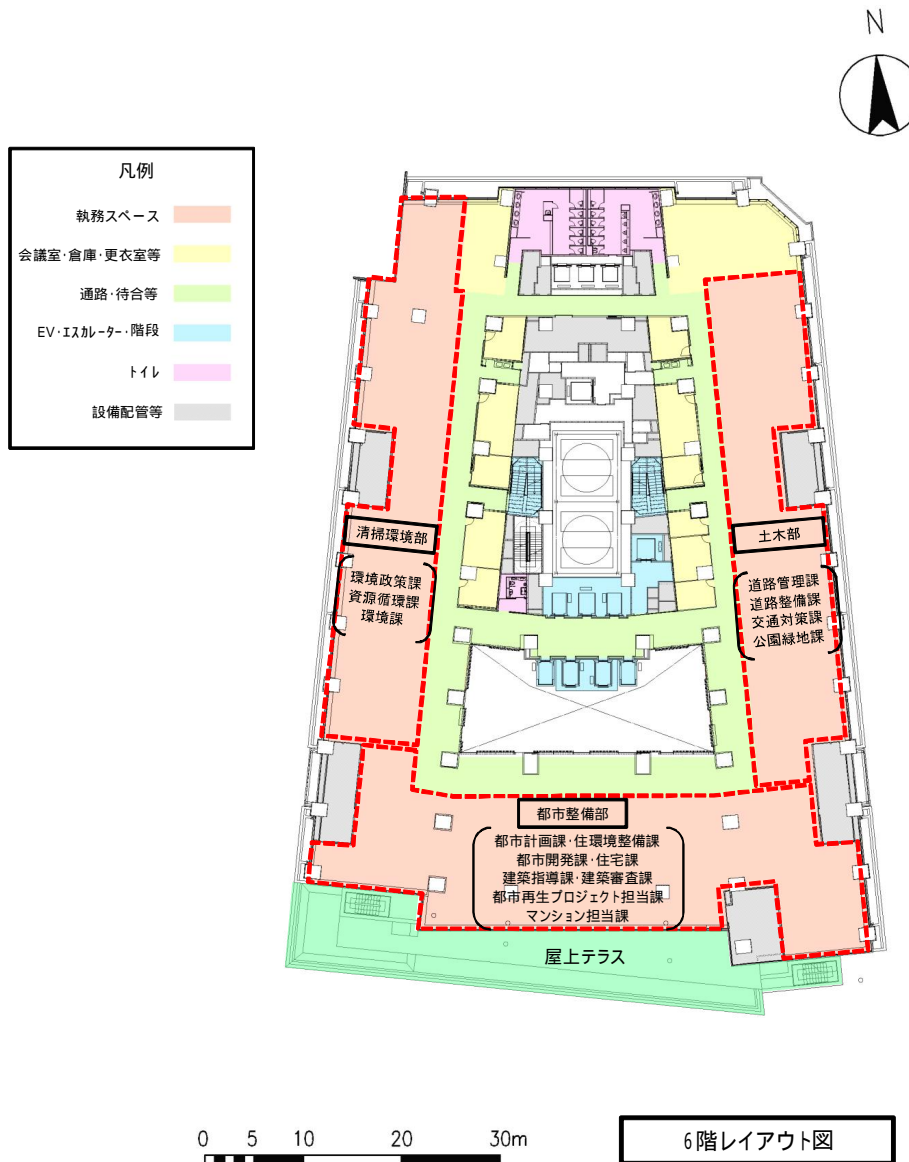 N
凡例
執務スペース
会議室・倉庫・更衣室等
通路・待合等
EV・エスカレーター・階段
トイレ
設備配管等
清掃環境部
環境政策課
資源循環課
環境課
土木部
道路管理課
道路整備課
交通対策課
公園緑地課
都市整備部
都市計画課・住環境整備課
都市開発課・住宅課
建築指導課・建築審査課
都市再生プロジェクト担当課
マンション担当課
屋上テラス
0 5 10 20 30m
6階レイアウト図